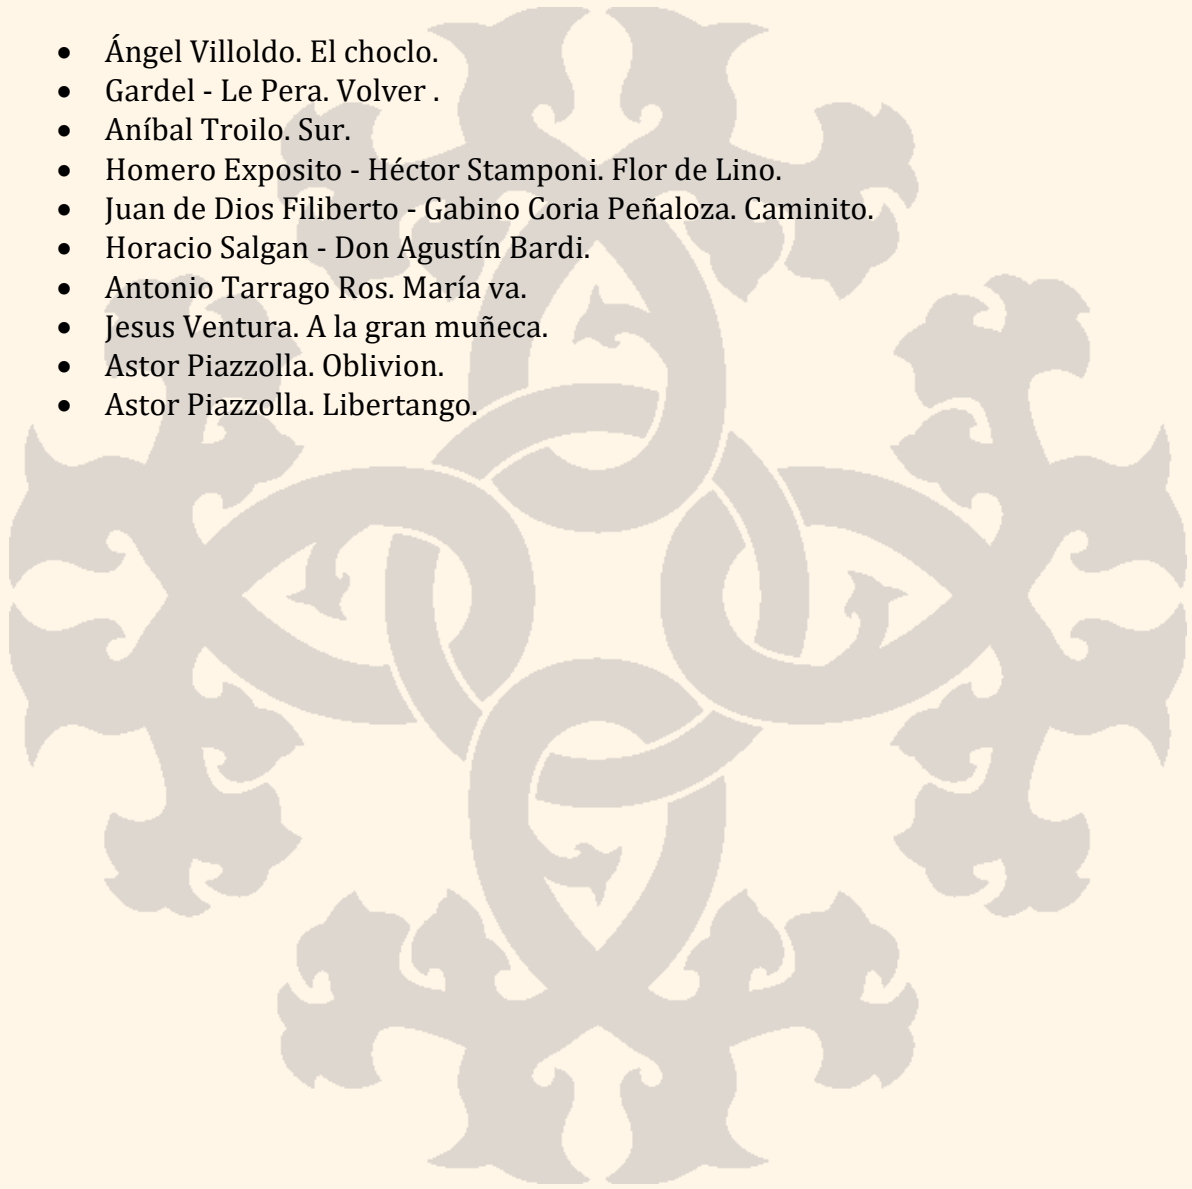 • Ángel Villoldo. El choclo.
• Gardel - Le Pera. Volver .
• Aníbal Troilo. Sur.
• Homero Exposito - Héctor Stamponi. Flor de Lino.
• Juan de Dios Filiberto - Gabino Coria Peñaloza. Caminito.
• Horacio Salgan - Don Agustín Bardi.
• Antonio Tarrago Ros. María va.
• Jesus Ventura. A la gran muñeca.
• Astor Piazzolla. Oblivion.
• Astor Piazzolla. Libertango.